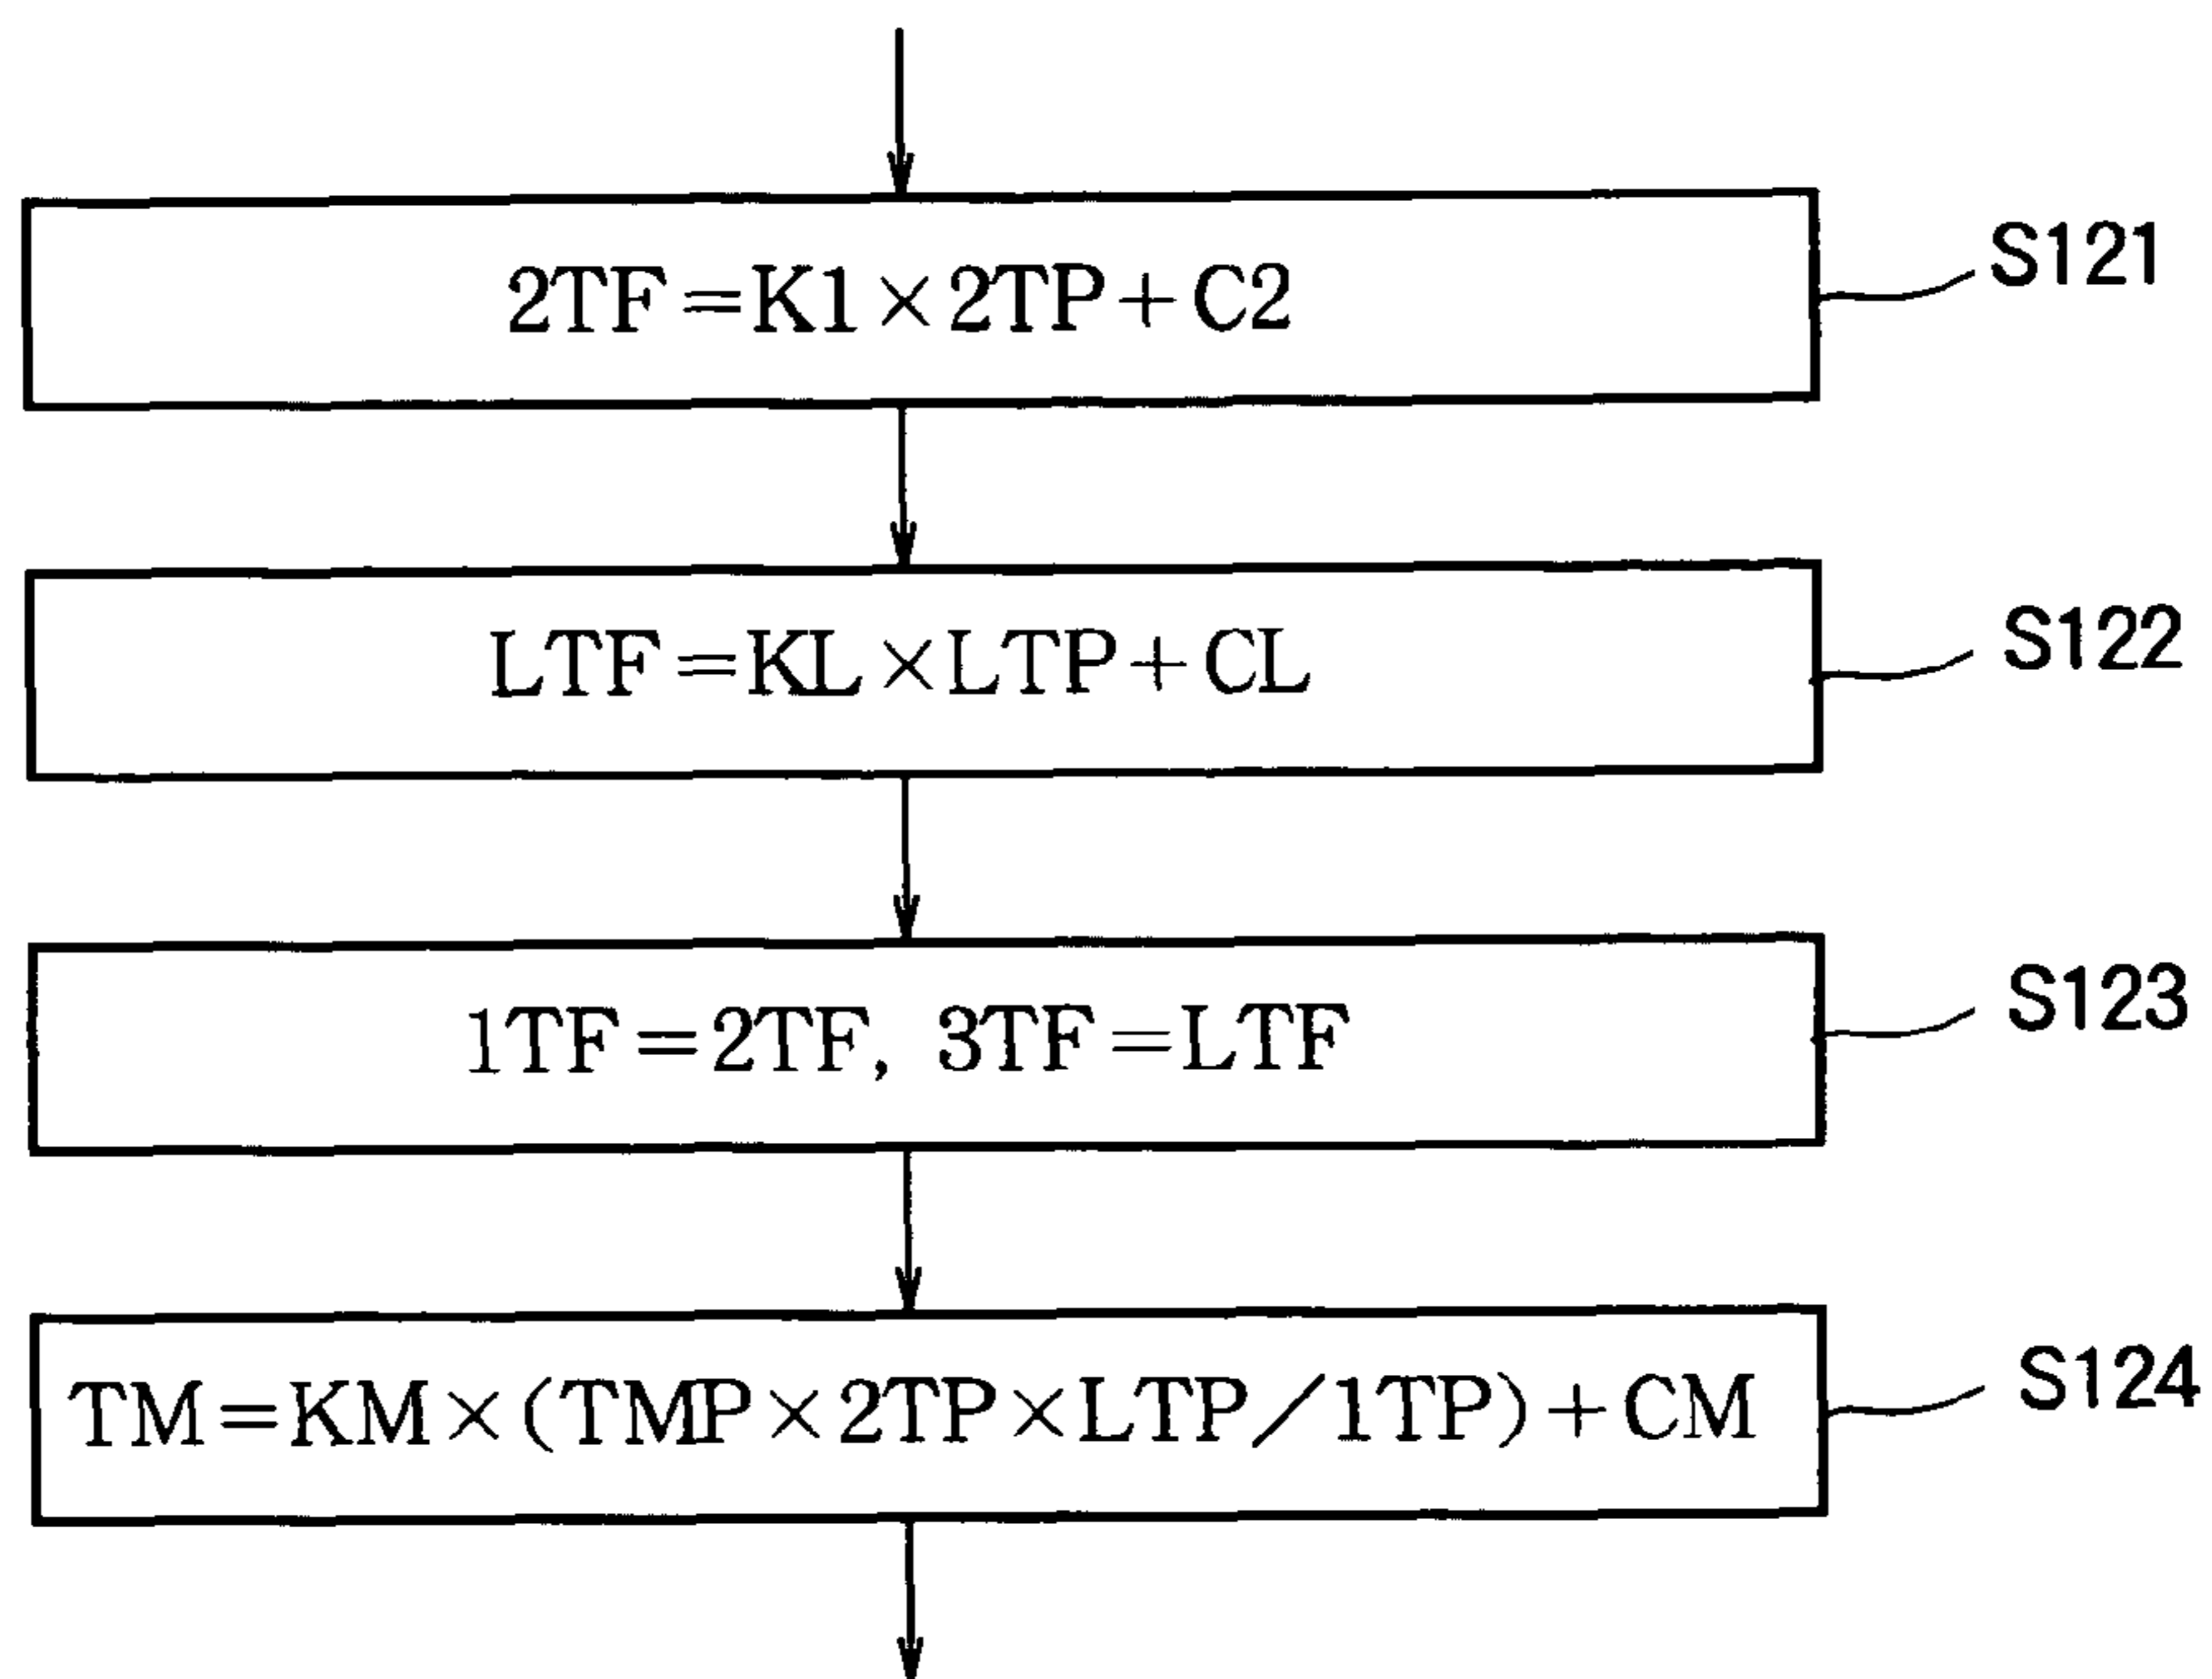 2TF=K1×2TP+C2 S121
LTF=KL×LTP+CL S122
1TF=2TF, 3TF=LTF S123
TM=KM×(TMP×2TP×LTP/1TP)+CM S124